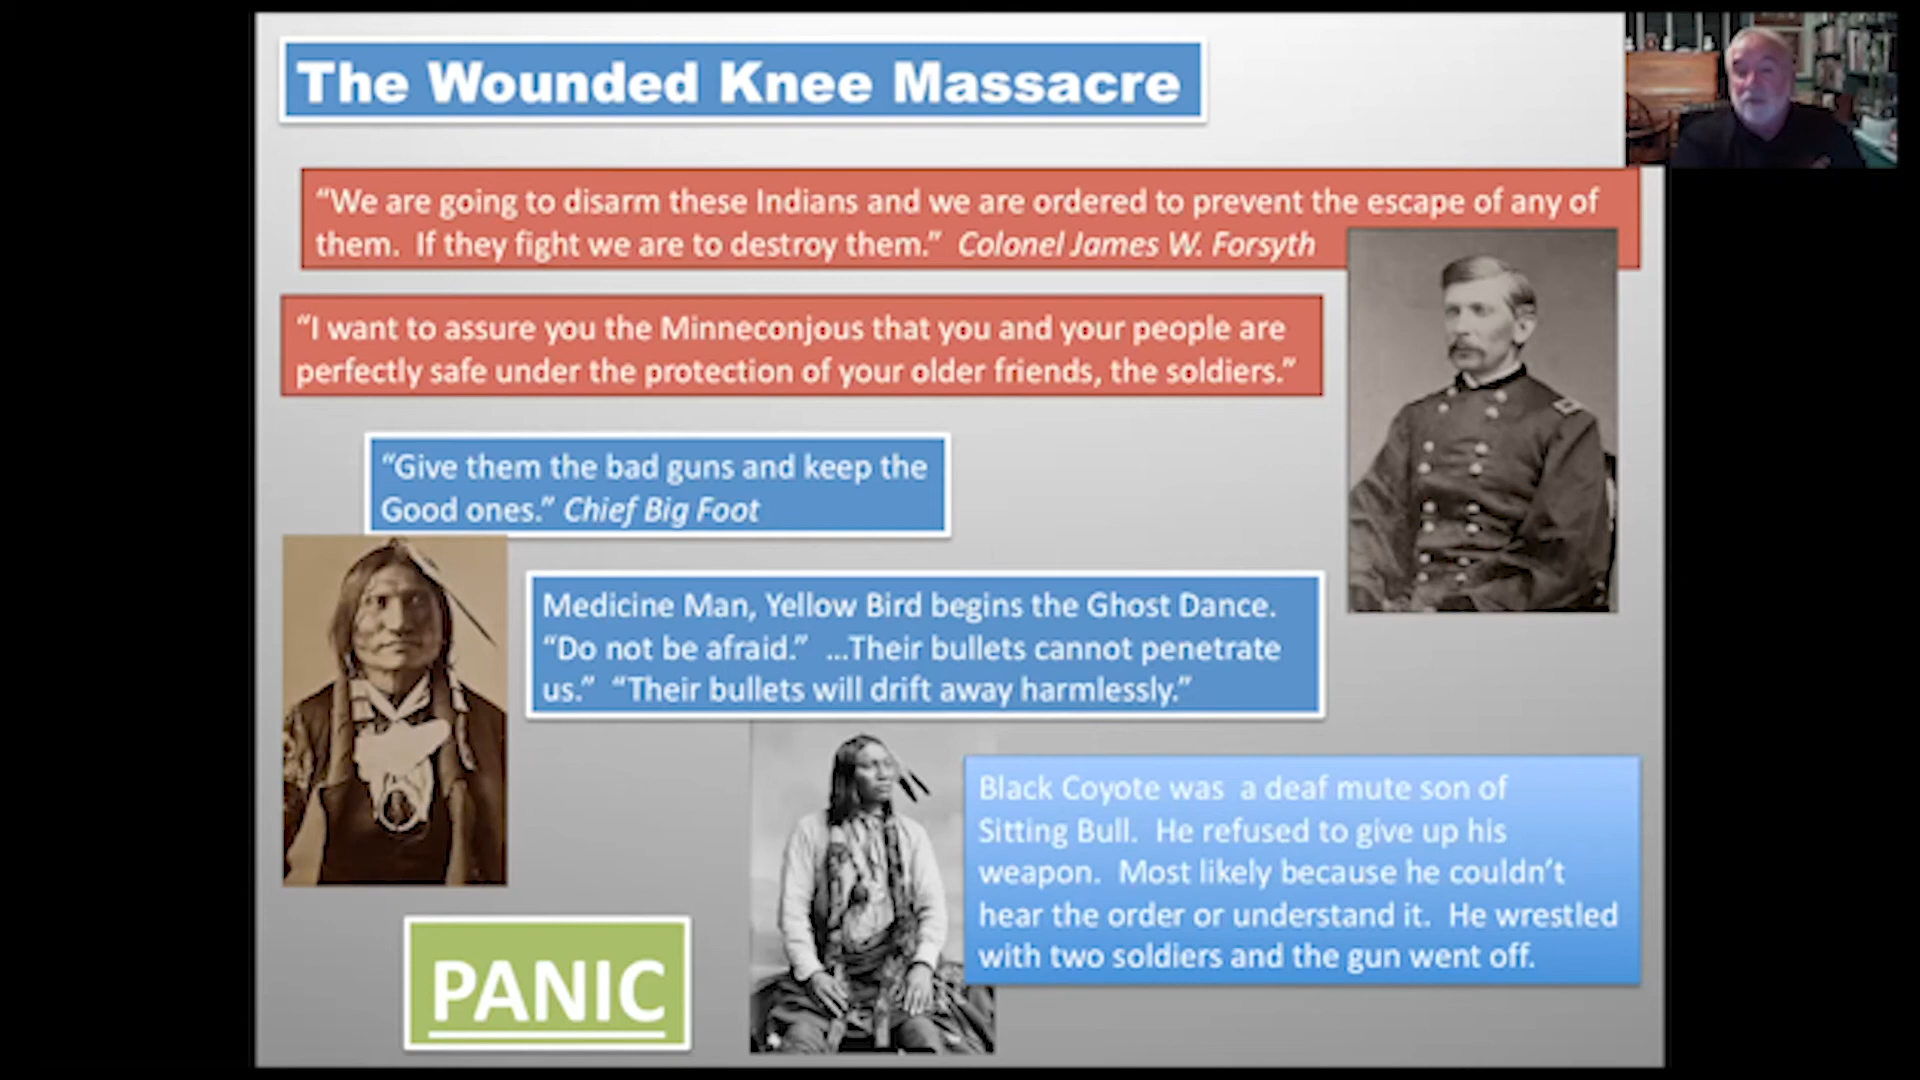 The Wounded Knee Massacre
“We are going to disarm these Indians and we are ordered to prevent the escape of any of
them.  If they fight we are to destroy them.”  Colonel James W. Forsyth
“I want to assure you the Minneconjous that you and your people are
perfectly safe under the protection of your older friends, the soldiers.”
“Give them the bad guns and keep the
Good ones.” Chief Big Foot
Medicine Man, Yellow Bird begins the Ghost Dance.
“Do not be afraid.”  ...Their bullets cannot penetrate
us.”  “Their bullets will drift away harmlessly.”
Black Coyote was  a deaf mute son of
Sitting Bull.  He refused to give up his
weapon.  Most likely because he couldn’t
hear the order or understand it.  He wrestled
with two soldiers and the gun went off.
PANIC